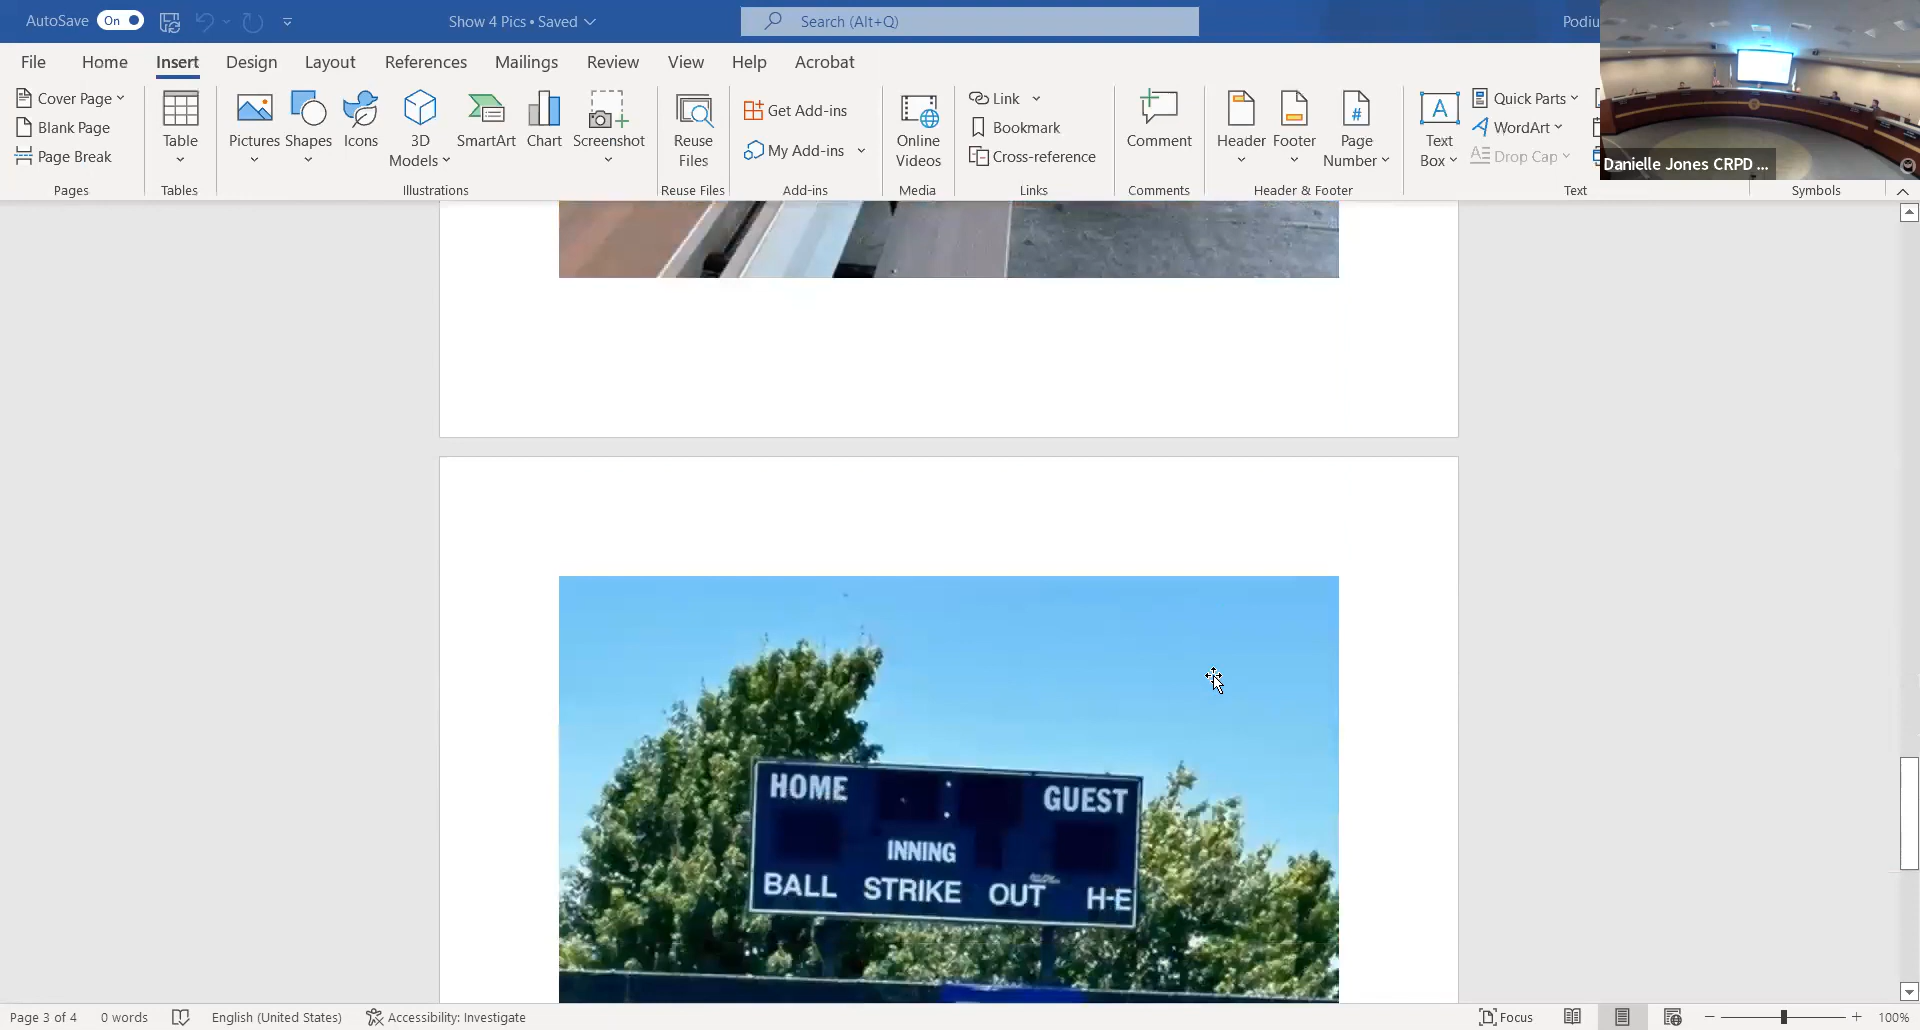 AutoSave On Show 4 Pics • Saved Search (Alt+Q) Podiu
File Home Insert Design Layout References Mailings Review View Help Acrobat
Cover Page
Blank Page
Page Break
Pages
Table
Tables
Pictures Shapes Icons 3D Models SmartArt Chart Screenshot
Illustrations
Reuse Files
Reuse Files
Get Add-ins
My Add-ins
Add-ins
Online Videos
Media
Link
Bookmark
Cross-reference
Links
Comment
Comments
Header Footer Page Number
Header & Footer
Text Box
Quick Parts
WordArt
Drop Cap
Text
Symbols
Danielle Jones CRPD ...
HOME GUEST
INNING
BALL STRIKE OUT H-E
Page 3 of 4 0 words English (United States) Accessibility: Investigate Focus 100%